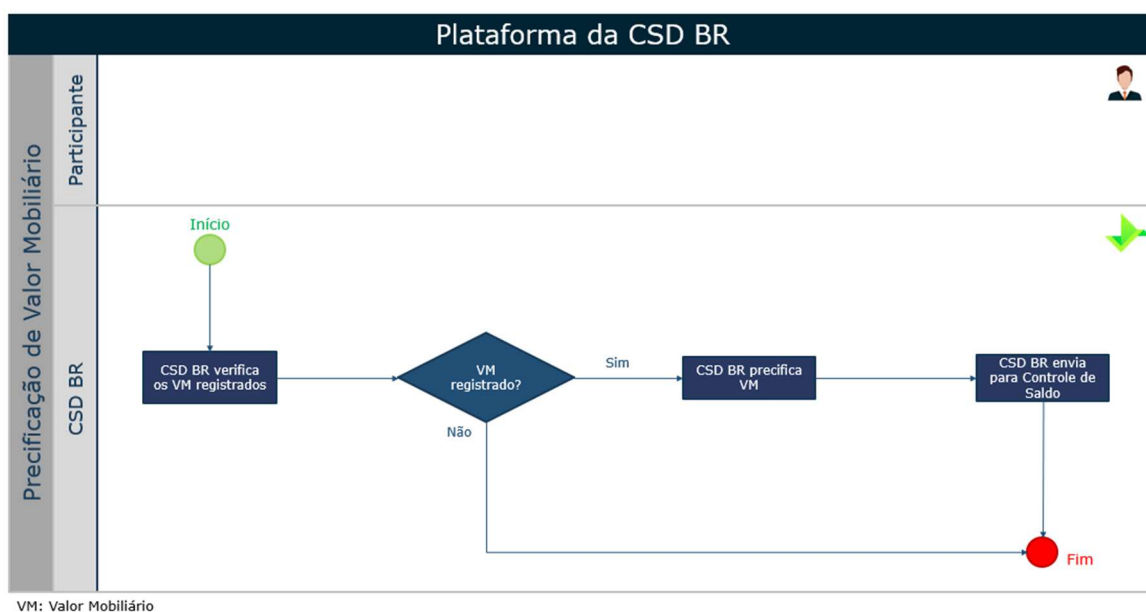 Plataforma da CSD BR
Precificação de Valor Mobiliário
Participante
CSD BR
Início
CSD BR verifica
os VM registrados
VM
registrado?
Sim
Não
CSD BR precifica
VM
CSD BR envia
para Controle de
Saldo
Fim
VM: Valor Mobiliário